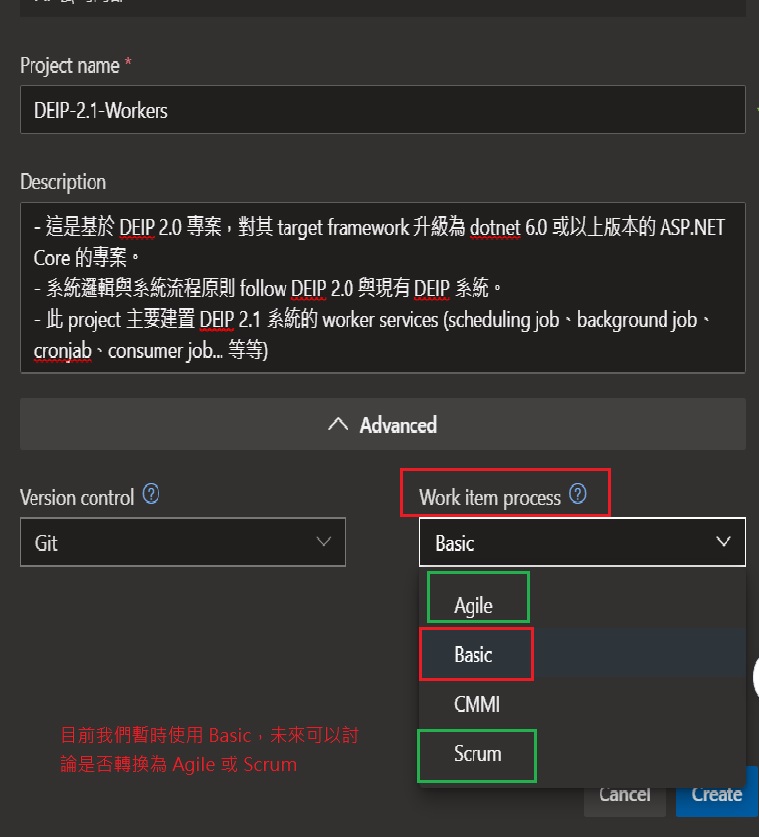 Project name *
DEIP-2.1-Workers
Description
- 這是基於 DEIP 2.0 專案，對其 target framework 升級為 dotnet 6.0 或以上版本的 ASP.NET
Core 的專案。
- 系統邏輯與系統流程原則 follow DEIP 2.0 與現有 DEIP 系統。
- 此 project 主要建置 DEIP 2.1 系統的 worker services (scheduling job、background job、
cronjab、consumer job... 等等)
Advanced
Version control ?
Work item process ?
Git
Basic
Agile
Basic
CMMI
Scrum
目前我們暫時使用 Basic，未來可以討
論是否轉換為 Agile 或 Scrum
Cancel
Create